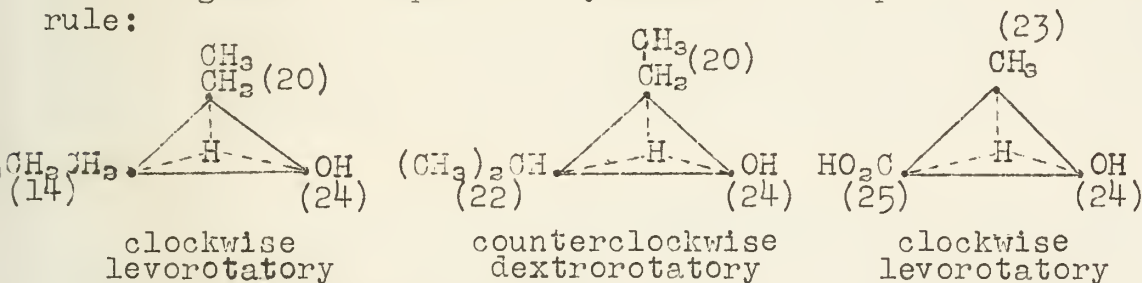 rule:
CH3
CH2(20)
H
CH2CH2
(14)
OH
(24)
clockwise
levorotatory
CH3
CH2(20)
H
(CH3)2CH
(22)
OH
(24)
counterclockwise
dextrorotatory
(23)
CH3
H
HO2C
(25)
OH
(24)
clockwise
levorotatory